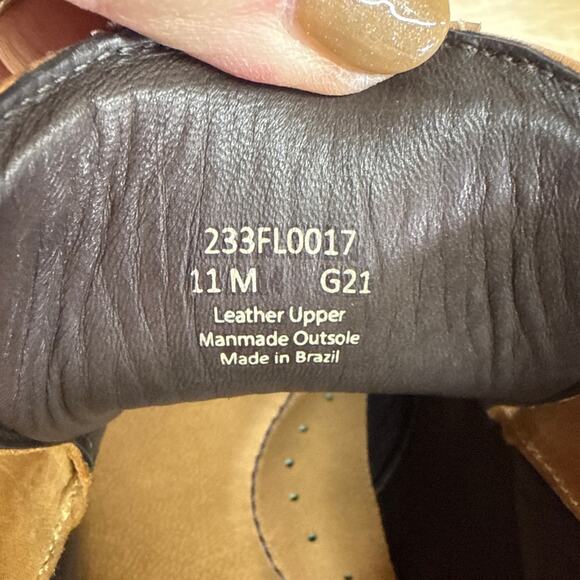 233FL0017
11 M G21
Leather Upper
Manmade Outsole
Made in Brazil